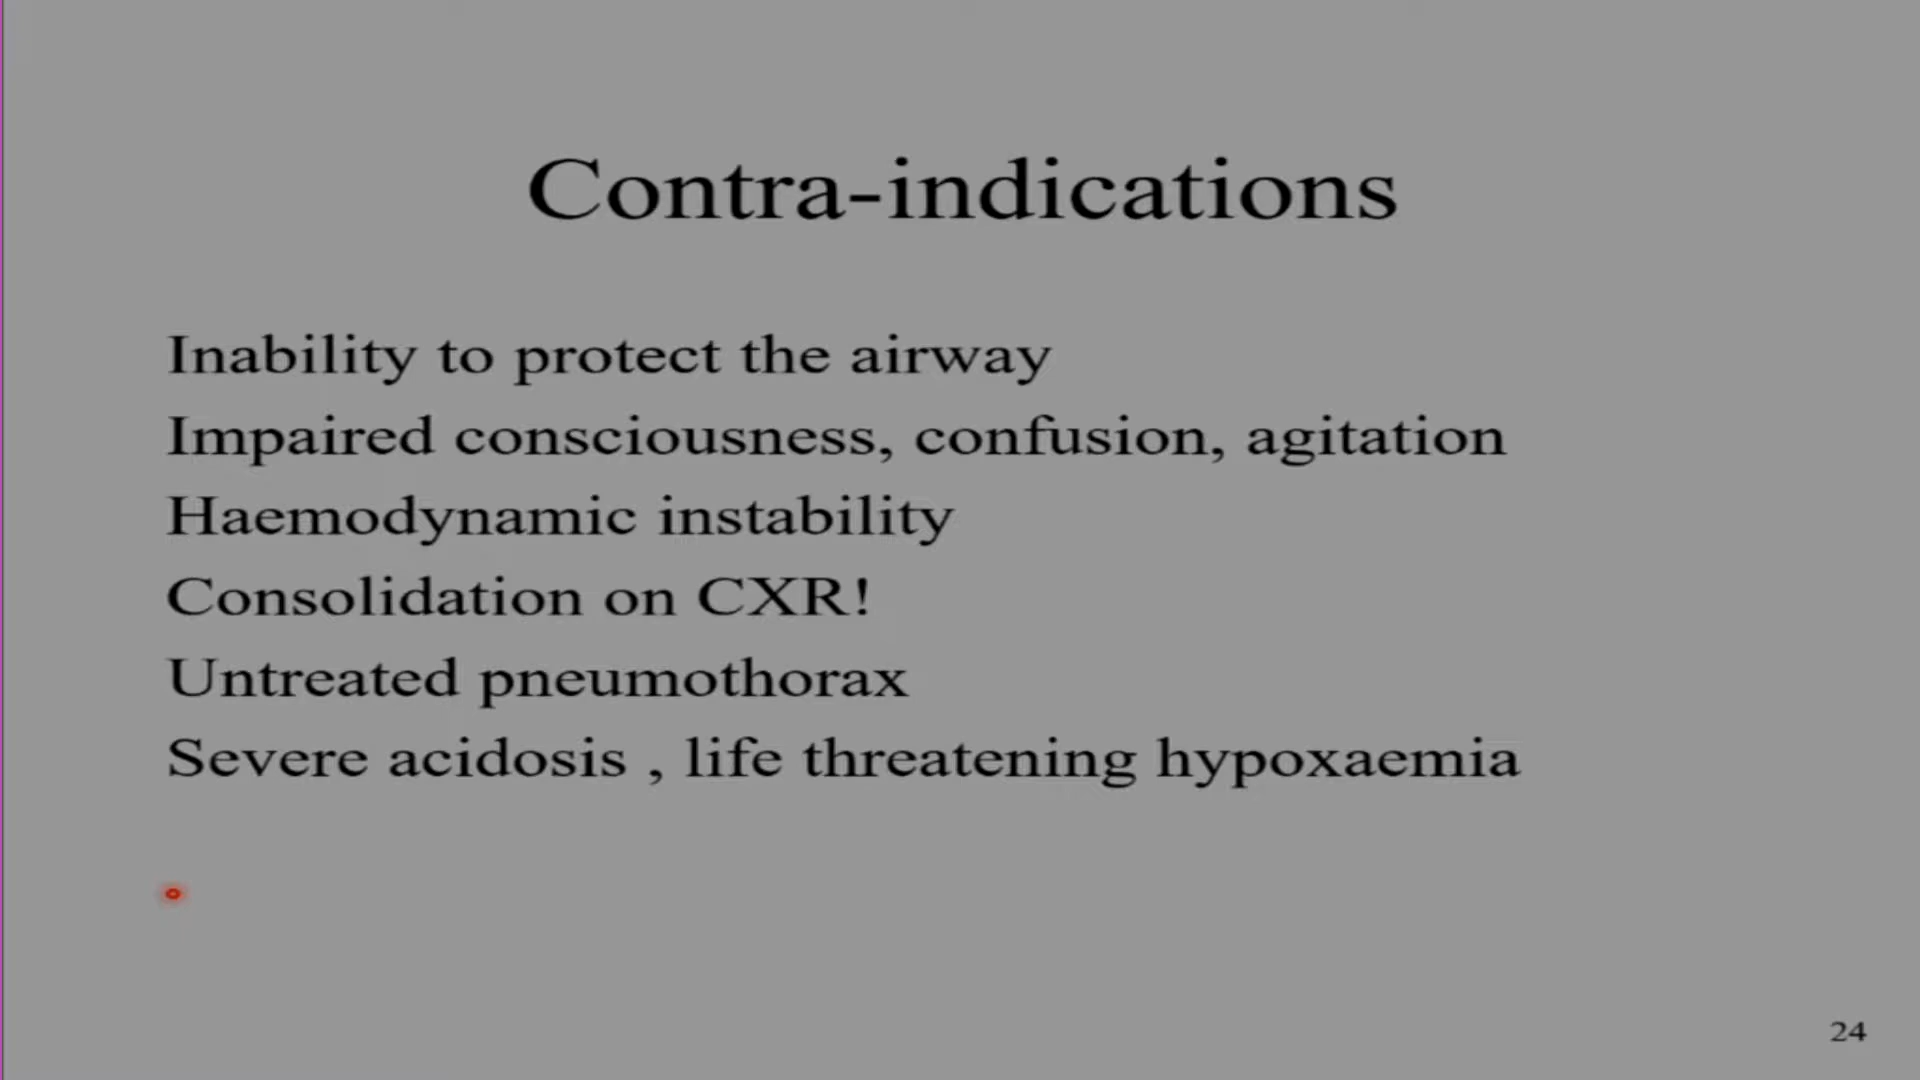 Contra-indications
Inability to protect the airway
Impaired consciousness, confusion, agitation
Haemodynamic instability
Consolidation on CXR!
Untreated pneumothorax
Severe acidosis , life threatening hypoxaemia
24